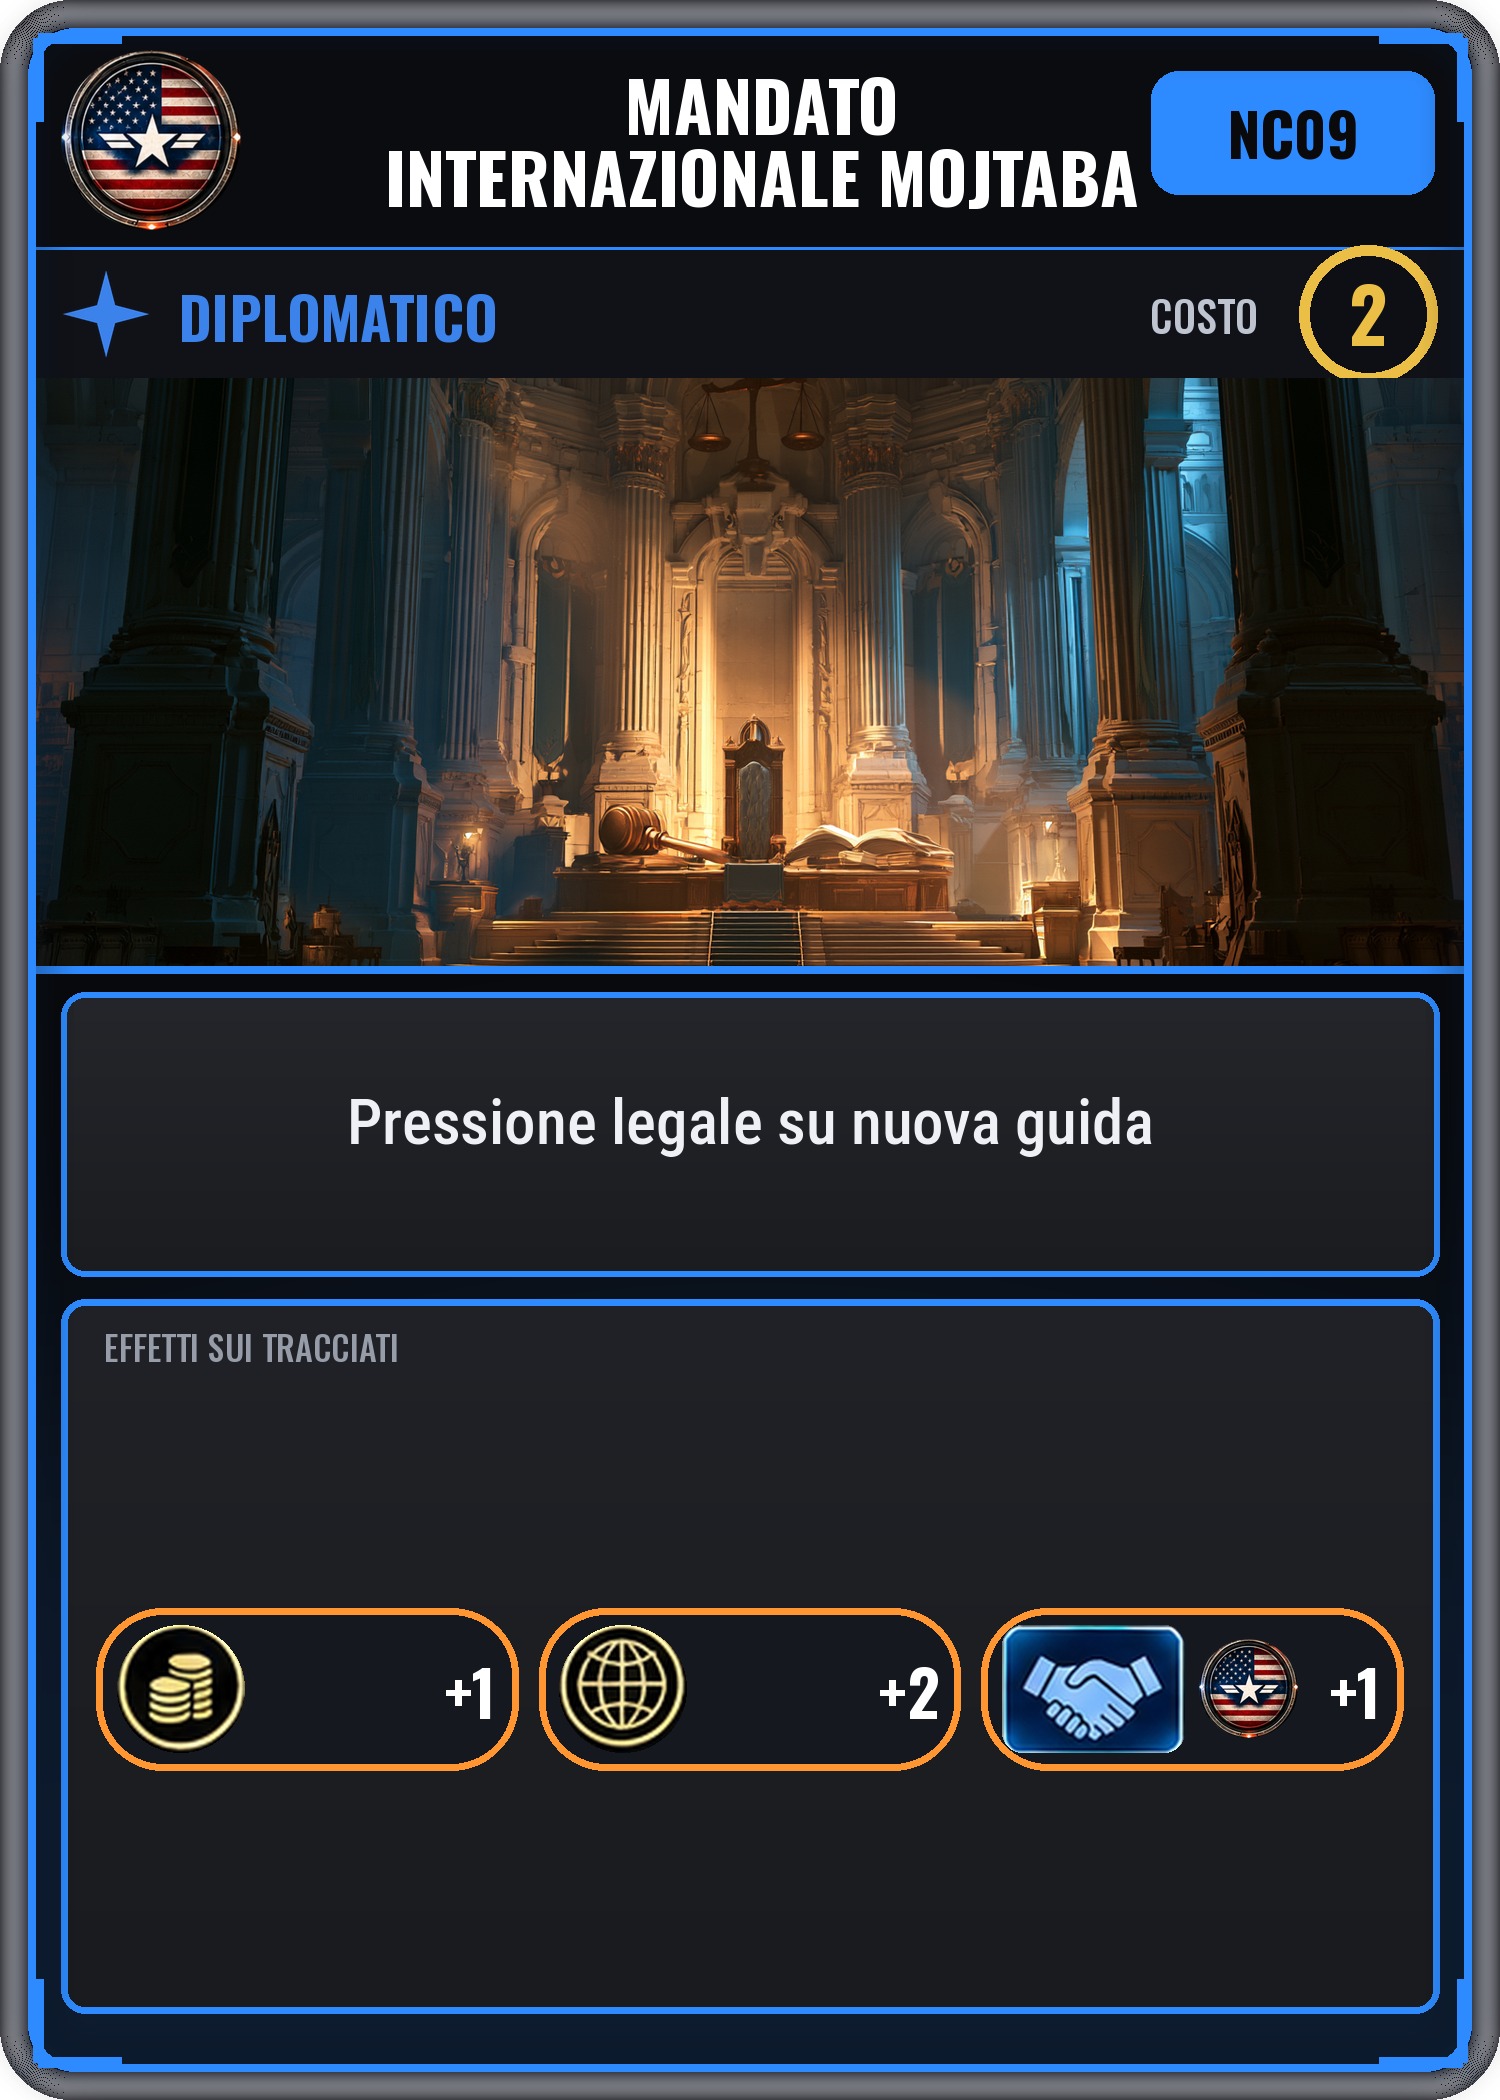 MANDATO
INTERNAZIONALE MOJTABA
NC09
DIPLOMATICO
COSTO
2
Pressione legale su nuova guida
EFFETTI SUI TRACCIATI
+1
+2
+1